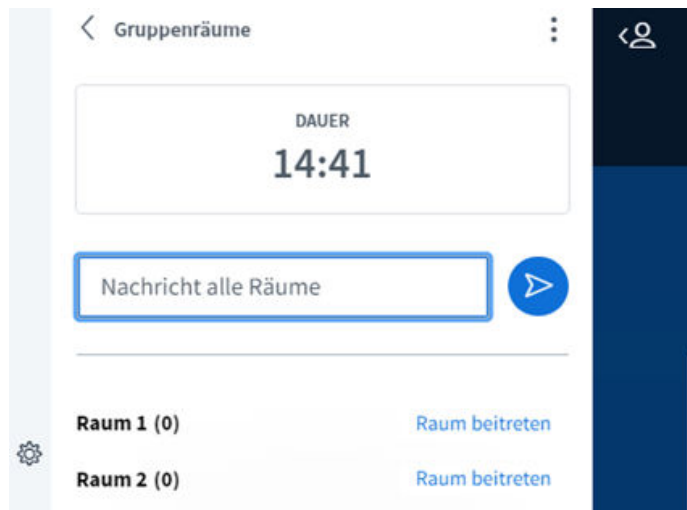 Gruppenräume
DAUER
14:41
Nachricht alle Räume
Raum 1 (0) Raum beitreten
Raum 2 (0) Raum beitreten